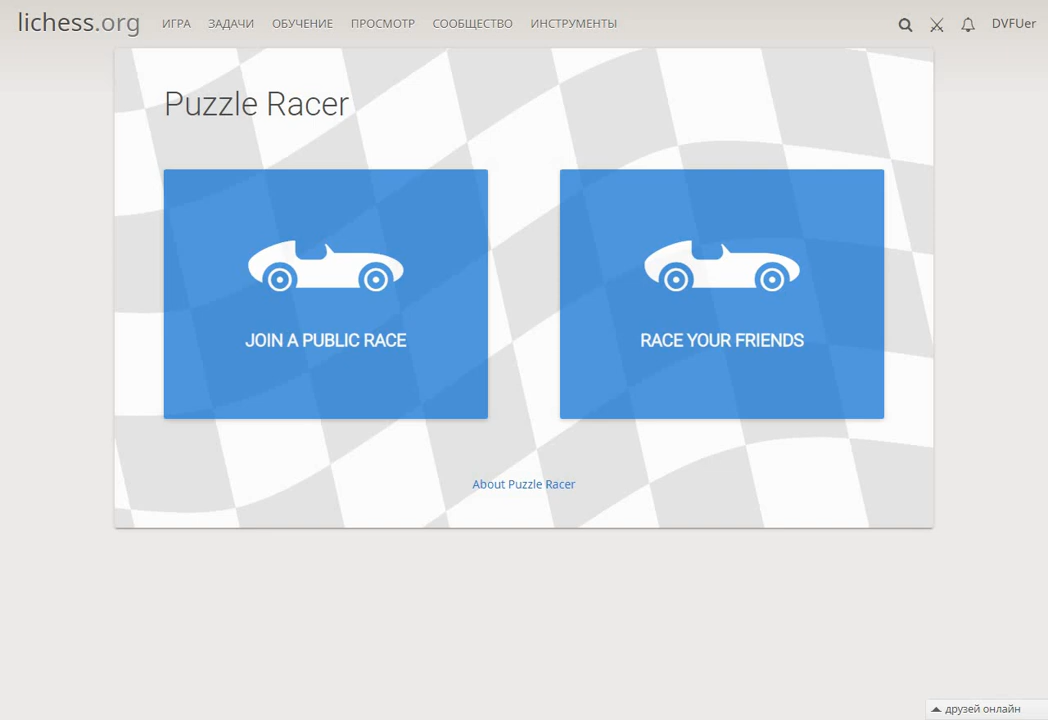 lichess.org ИГРА ЗАДАЧИ ОБУЧЕНИЕ ПРОСМОТР СООБЩЕСТВО ИНСТРУМЕНТЫ DVFUer
Puzzle Racer
JOIN A PUBLIC RACE RACE YOUR FRIENDS
About Puzzle Racer
друзей онлайн